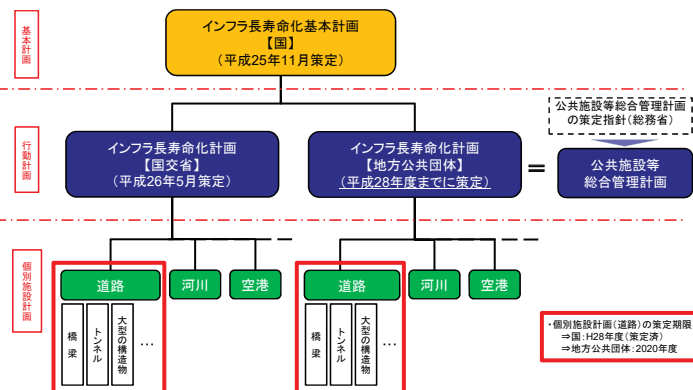 基本計画
インフラ長寿命化基本計画
【国】
(平成25年11月策定)
公共施設等総合管理計画
の策定指針(総務省)
行動計画
インフラ長寿命化計画
【国交省】
(平成26年5月策定)
インフラ長寿命化計画
【地方公共団体】
(平成28年度までに策定)
=
公共施設等
総合管理計画
個別施設計画
道路
河川
空港
道路
河川
空港
橋梁
トンネル
大型の構造物
…
橋梁
トンネル
大型の構造物
…
・個別施設計画(道路)の策定期限
⇒国:H28年度(策定済)
⇒地方公共団体:2020年度